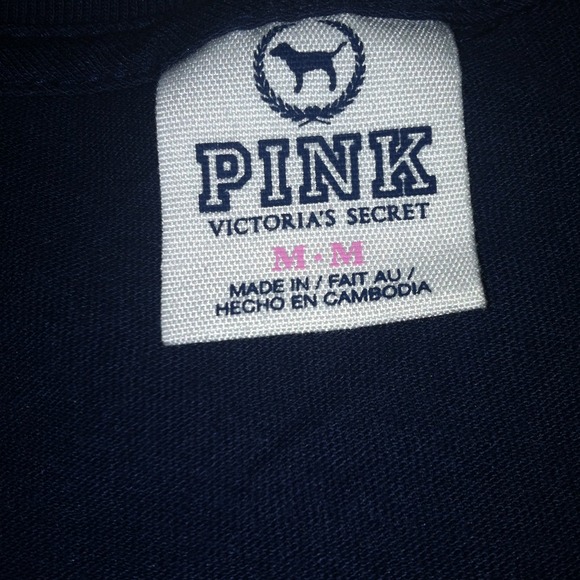 PINK
VICTORIA'S SECRET
M • M
MADE IN / FAIT AU /
HECHO EN CAMBODIA